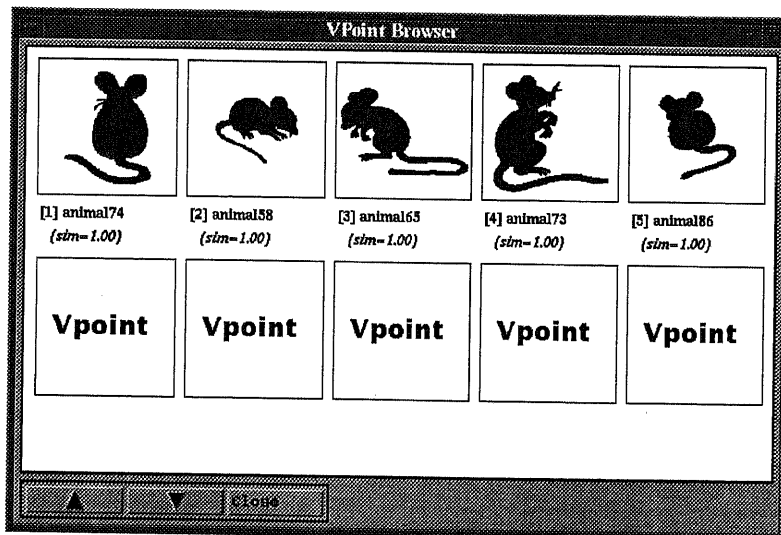 VPoint Browser
[1] animal74
{sim=1.00}
[2] animal58
{sim=1.00}
[3] animal65
{sim=1.00}
[4] animal73
{sim=1.00}
[5] animal86
{sim=1.00}
Vpoint
Vpoint
Vpoint
Vpoint
Vpoint